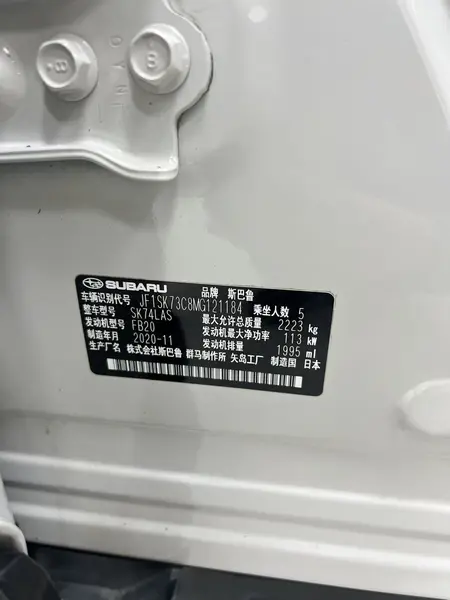 SUBARU 品牌 斯巴鲁
车辆识别代号 JF1SK73C8MG121184 乘坐人数 5
整车型号 SK74LAS 最大允许总质量 2223 kg
发动机型号 FB20 发动机最大净功率 113 kW
制造年月 2020-11 发动机排量 1995 ml
生产厂名 株式会社斯巴鲁 群马制作所 矢岛工厂 制造国 日本